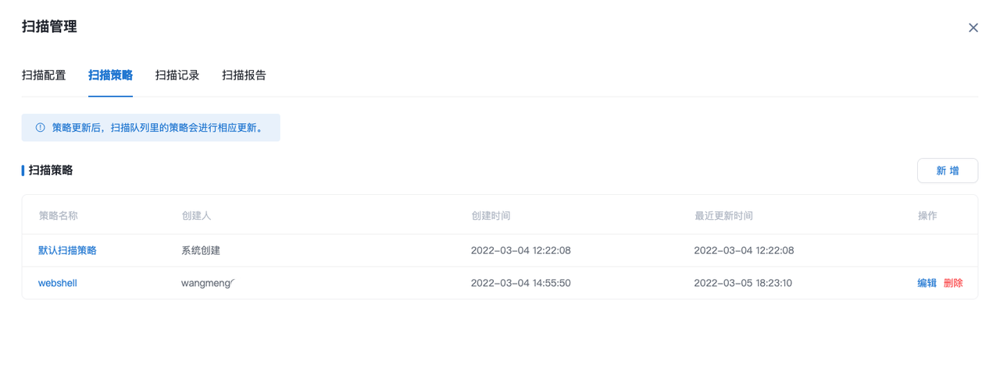 扫描管理
扫描配置 扫描策略 扫描记录 扫描报告
策略更新后，扫描队列里的策略会进行相应更新。
扫描策略 新增
策略名称 创建人 创建时间 最近更新时间 操作
默认扫描策略 系统创建 2022-03-04 12:22:08 2022-03-04 12:22:08
webshell 2022-03-04 14:55:50 2022-03-05 18:23:10 编辑 删除